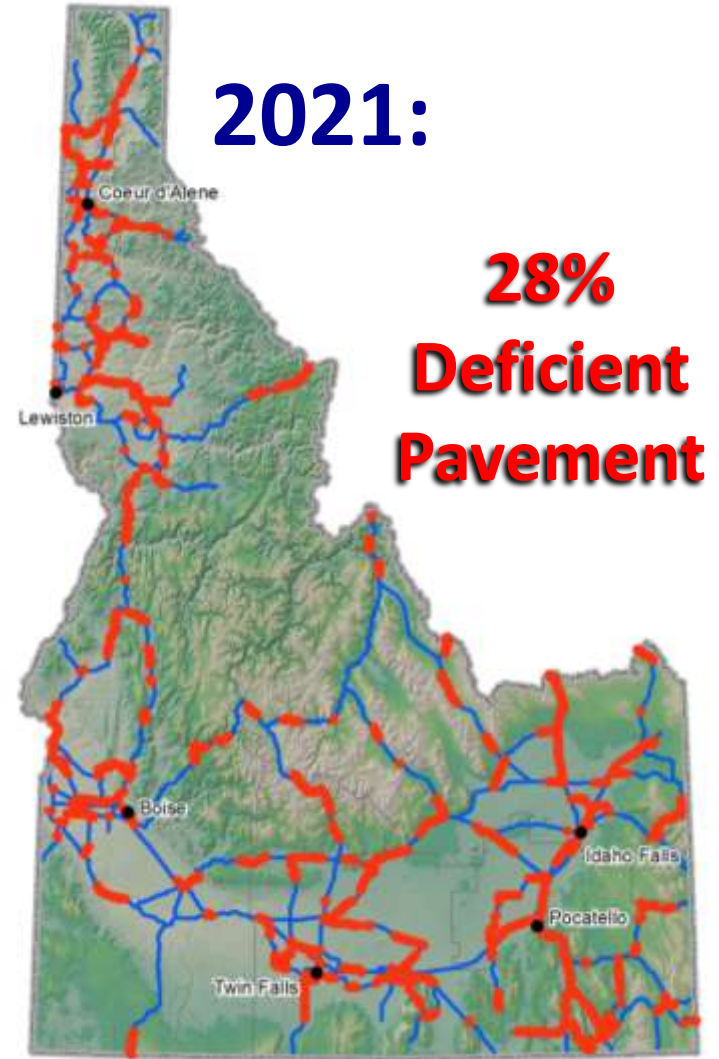 2021:
Coeur d'Alene
28%
Deficient
Pavement
Lewiston
Boise
Idaho Falls
Pocatello
Twin Falls